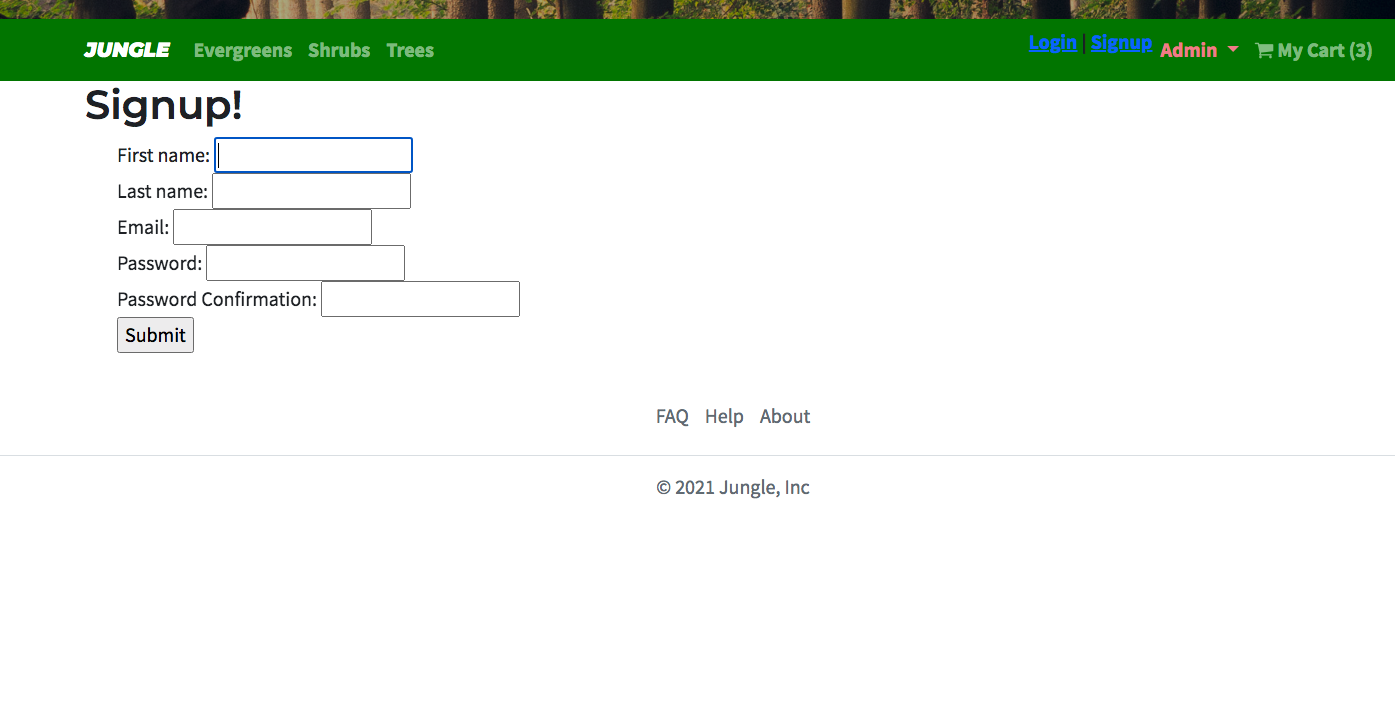 JUNGLE Evergreens Shrubs Trees Login | Signup Admin My Cart (3)
Signup!
First name:
Last name:
Email:
Password:
Password Confirmation:
Submit
FAQ Help About
© 2021 Jungle, Inc